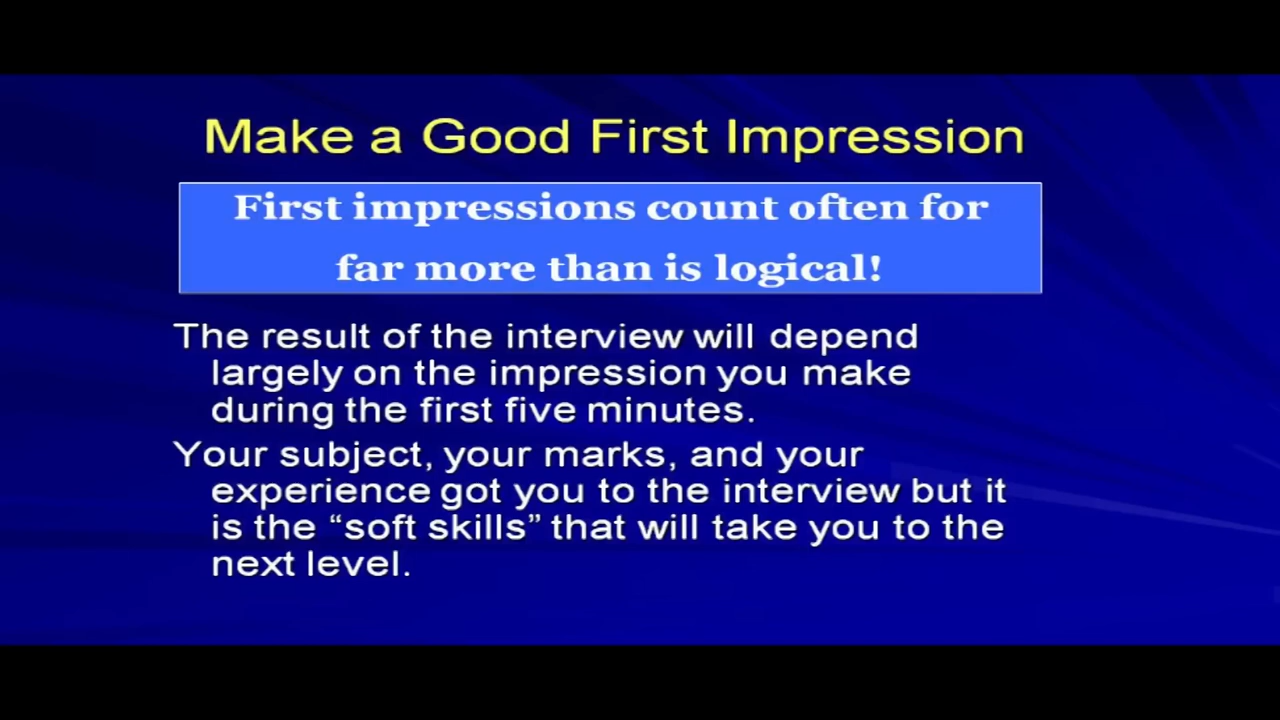 Make a Good First Impression
First impressions count often for
far more than is logical!
The result of the interview will depend
largely on the impression you make
during the first five minutes.
Your subject, your marks, and your
experience got you to the interview but it
is the “soft skills” that will take you to the
next level.